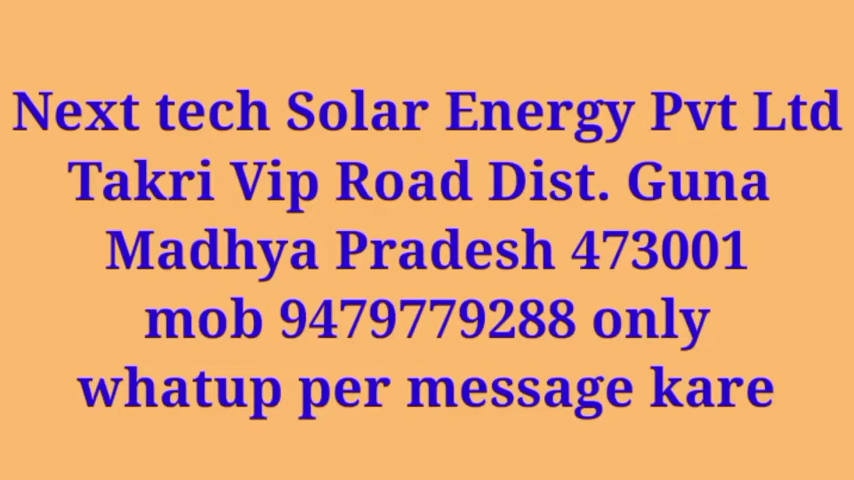 Next tech Solar Energy Pvt Ltd
Takri Vip Road Dist. Guna
Madhya Pradesh 473001
mob 9479779288 only
whatup per message kare